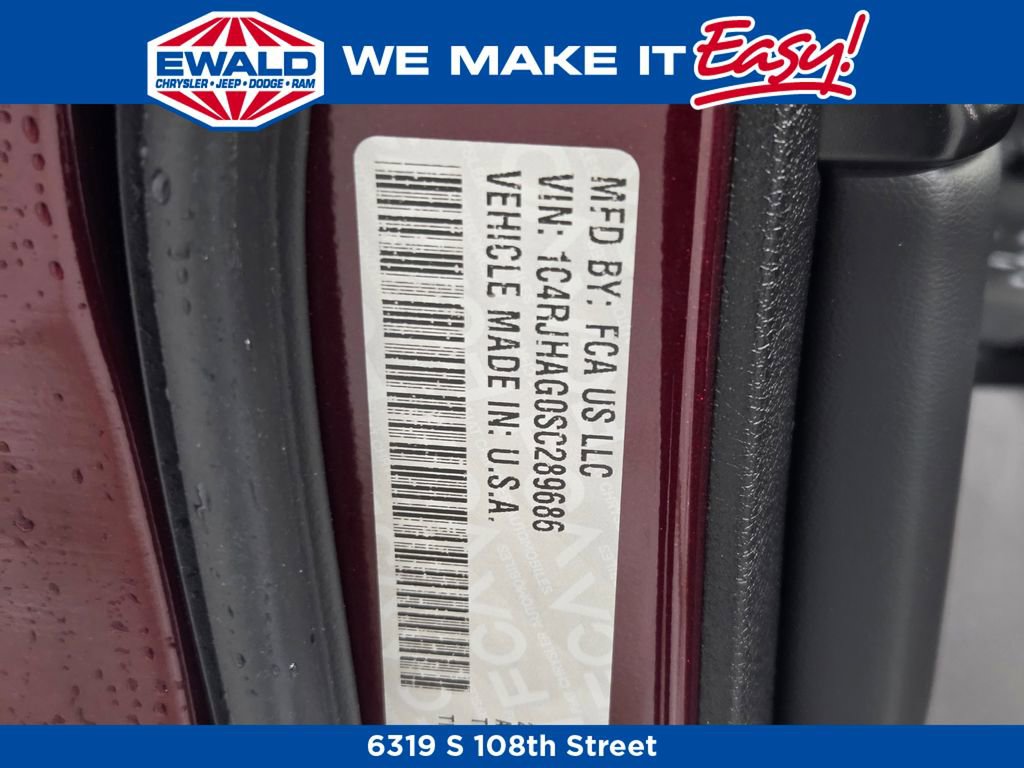 EWALD
CHRYSLER • JEEP • DODGE • RAM
WE MAKE IT Easy!
MFD BY: FCA US LLC
VIN: 1C4RJHAG0SC289686
VEHICLE MADE IN: U.S.A.
6319 S 108th Street